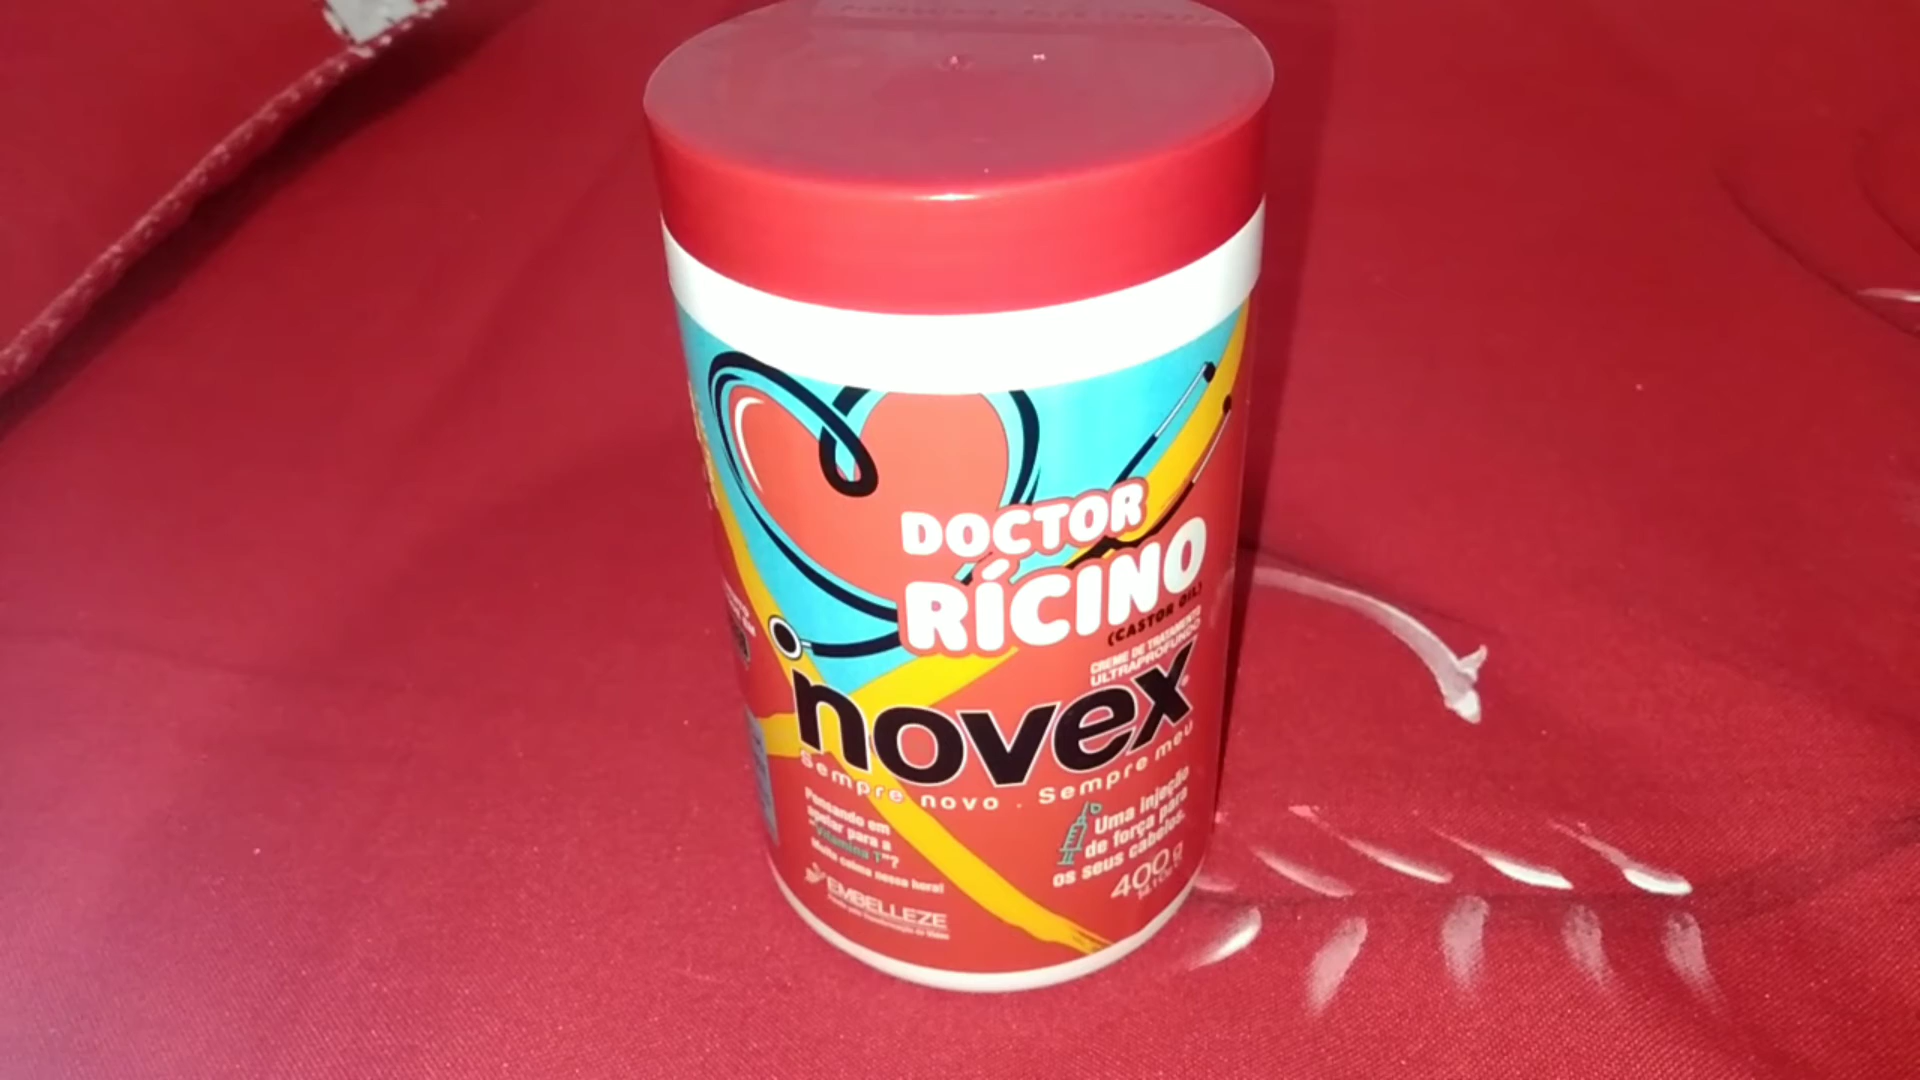 DOCTOR
RÍCINO
(CASTOR OIL)
CREME DE TRATAMENTO
ULTRAPROFUNDO
novex
Sempre novo . Sempre meu
Pensando em
apelar para a
"Vitamina T"?
Muita calma nessa hora!
Uma injeção
de força para
os seus cabelos.
400 g
EMBELLEZE